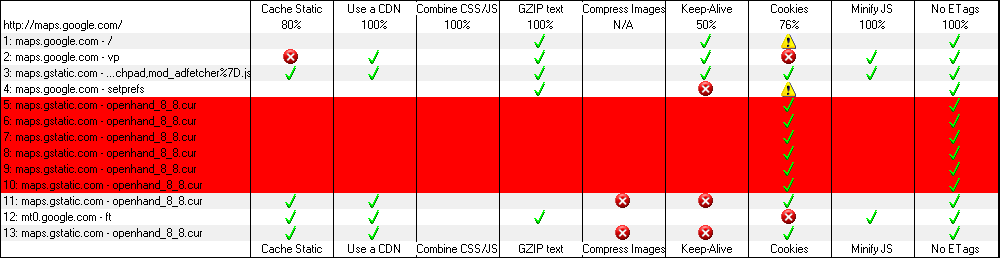 Cache Static Use a CDN Combine CSS/JS GZIP text Compress Images Keep-Alive Cookies Minify JS No ETags
http://maps.google.com/ 80% 100% 100% 100% N/A 50% 76% 100% 100%
1: maps.google.com - /
2: maps.google.com - vp
3: maps.gstatic.com - ...chpad,mod_adfetcher%7D.js
4: maps.google.com - setprefs
5: maps.gstatic.com - openhand_8_8.cur
6: maps.gstatic.com - openhand_8_8.cur
7: maps.gstatic.com - openhand_8_8.cur
8: maps.gstatic.com - openhand_8_8.cur
9: maps.gstatic.com - openhand_8_8.cur
10: maps.gstatic.com - openhand_8_8.cur
11: maps.gstatic.com - openhand_8_8.cur
12: mt0.google.com - ft
13: maps.gstatic.com - openhand_8_8.cur
Cache Static Use a CDN Combine CSS/JS GZIP text Compress Images Keep-Alive Cookies Minify JS No ETags